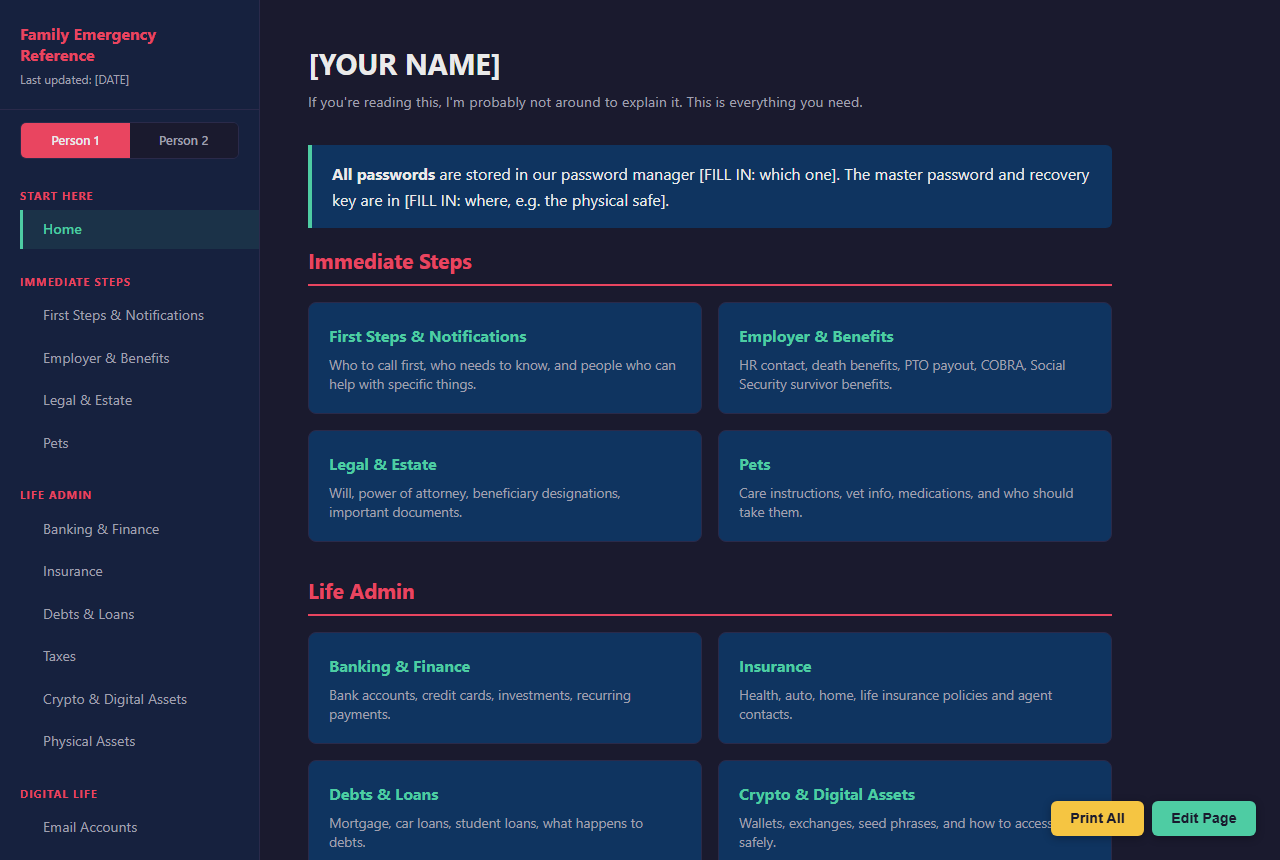 Family Emergency
Reference
Last updated: [DATE]
Person 1
Person 2
START HERE
Home
IMMEDIATE STEPS
First Steps & Notifications
Employer & Benefits
Legal & Estate
Pets
LIFE ADMIN
Banking & Finance
Insurance
Debts & Loans
Taxes
Crypto & Digital Assets
Physical Assets
DIGITAL LIFE
Email Accounts
[YOUR NAME]
If you're reading this, I'm probably not around to explain it. This is everything you need.
All passwords are stored in our password manager [FILL IN: which one]. The master password and recovery
key are in [FILL IN: where, e.g. the physical safe].
Immediate Steps
First Steps & Notifications
Who to call first, who needs to know, and people who can
help with specific things.
Employer & Benefits
HR contact, death benefits, PTO payout, COBRA, Social
Security survivor benefits.
Legal & Estate
Will, power of attorney, beneficiary designations,
important documents.
Pets
Care instructions, vet info, medications, and who should
take them.
Life Admin
Banking & Finance
Bank accounts, credit cards, investments, recurring
payments.
Insurance
Health, auto, home, life insurance policies and agent
contacts.
Debts & Loans
Mortgage, car loans, student loans, what happens to
debts.
Crypto & Digital Assets
Wallets, exchanges, seed phrases, and how to access
safely.
Print All
Edit Page